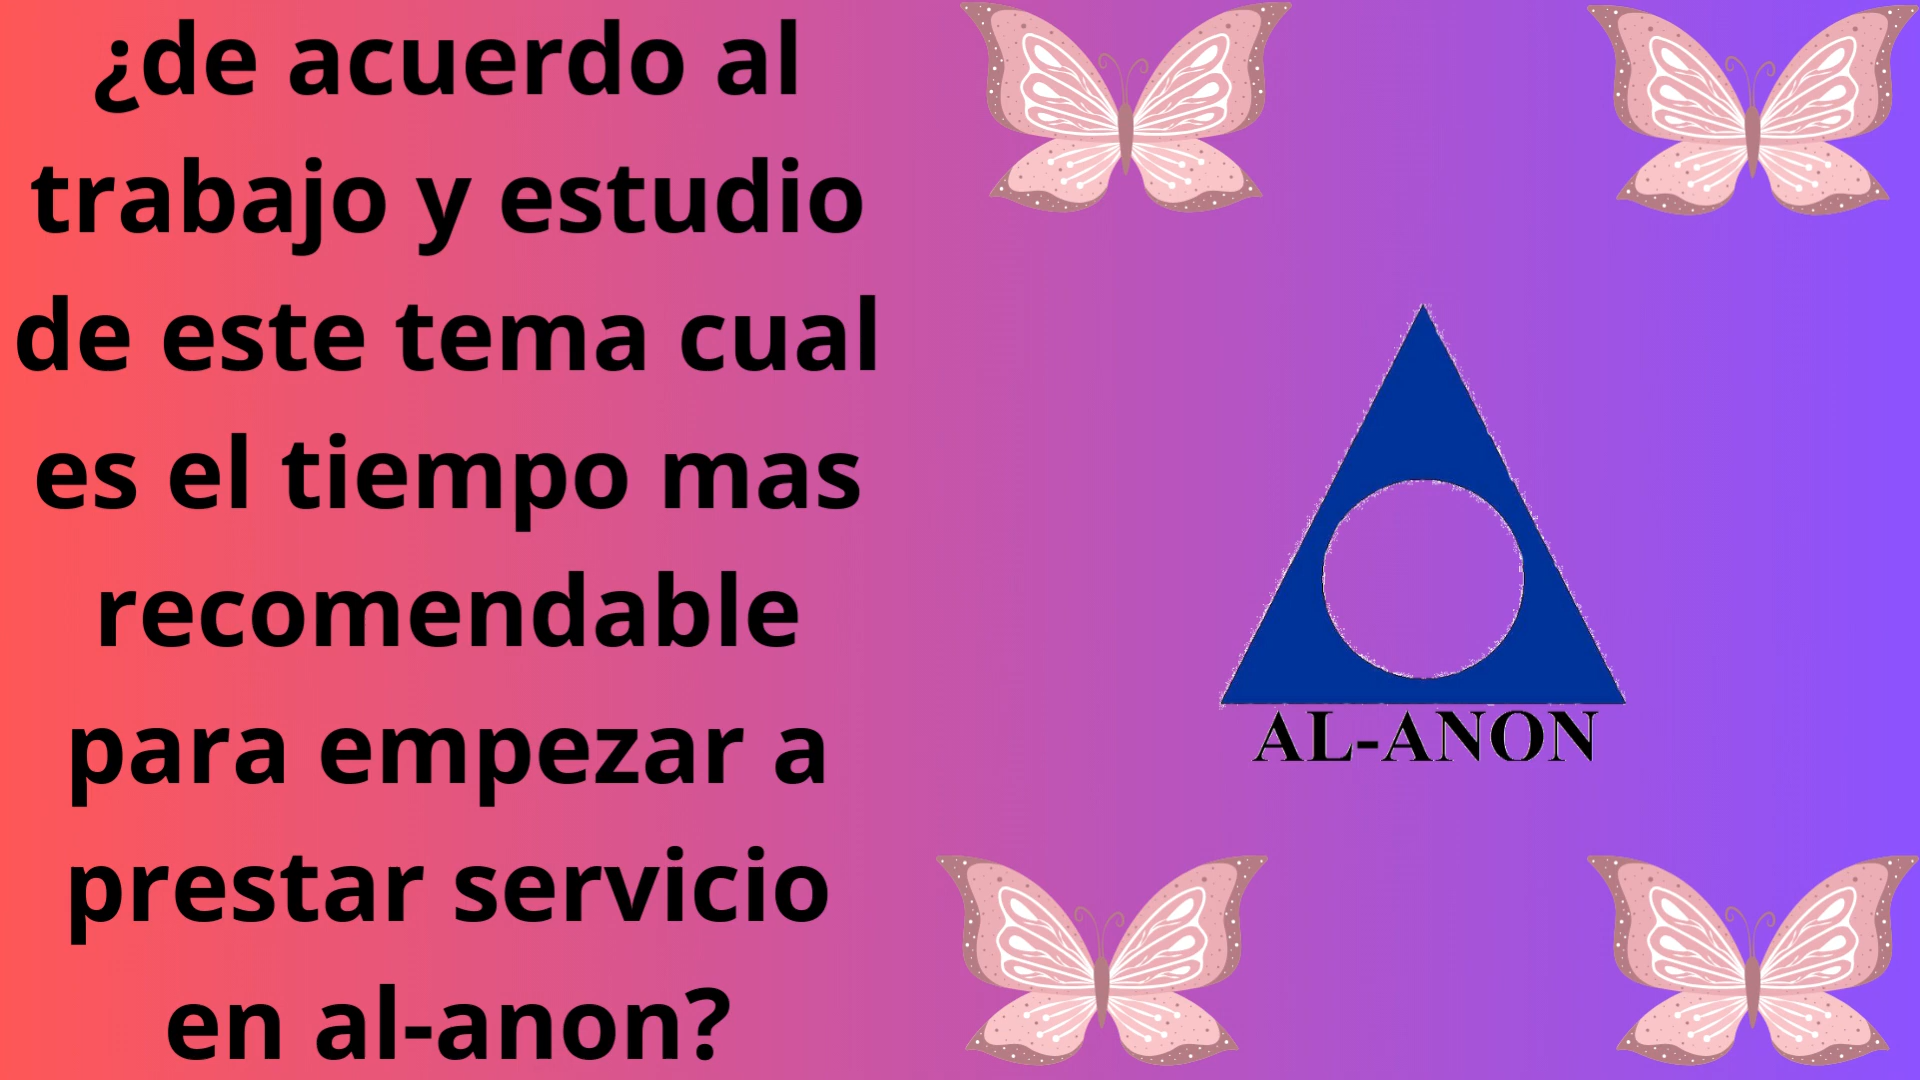 ¿de acuerdo al
trabajo y estudio
de este tema cual
es el tiempo mas
recomendable
para empezar a
prestar servicio
en al-anon?
AL-ANON